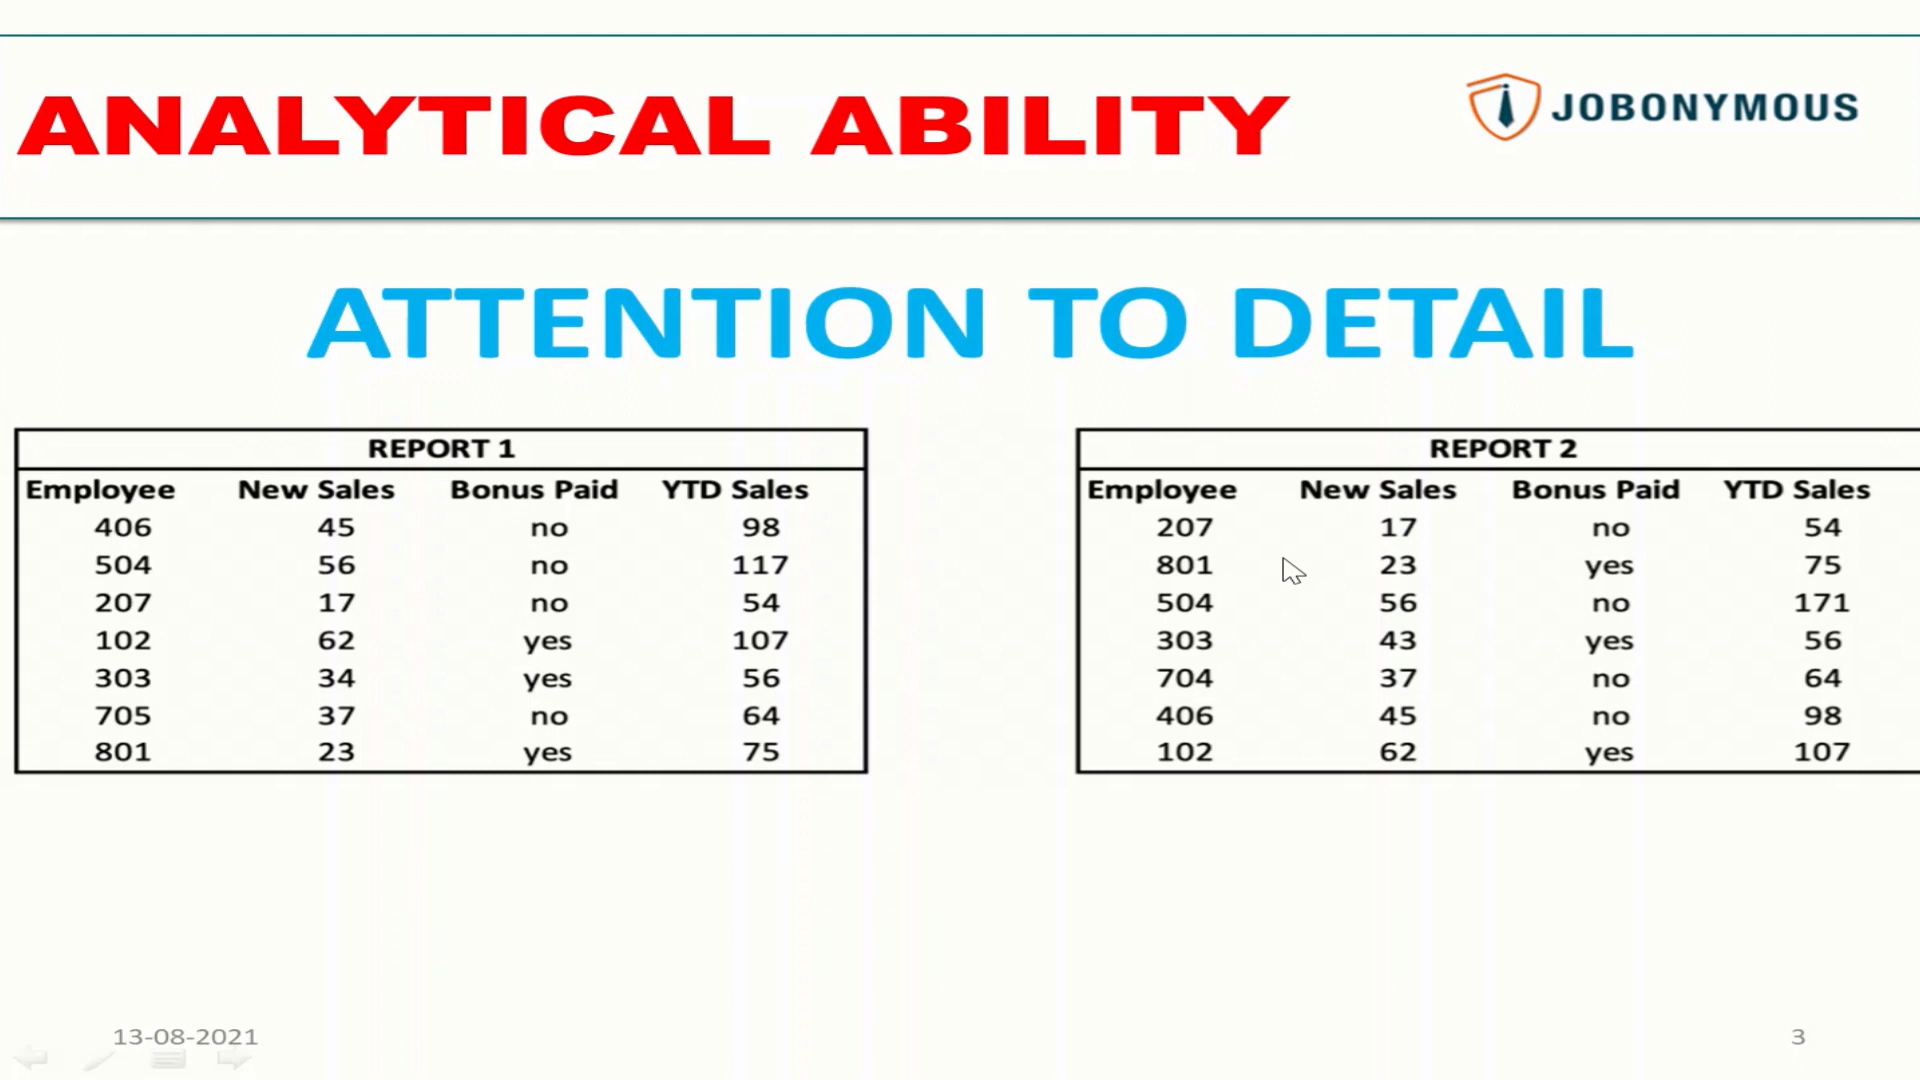 ANALYTICAL ABILITY
JOBONYMOUS
ATTENTION TO DETAIL
REPORT 1
Employee New Sales Bonus Paid YTD Sales
406 45 no 98
504 56 no 117
207 17 no 54
102 62 yes 107
303 34 yes 56
705 37 no 64
801 23 yes 75
REPORT 2
Employee New Sales Bonus Paid YTD Sales
207 17 no 54
801 23 yes 75
504 56 no 171
303 43 yes 56
704 37 no 64
406 45 no 98
102 62 yes 107
13-08-2021
3